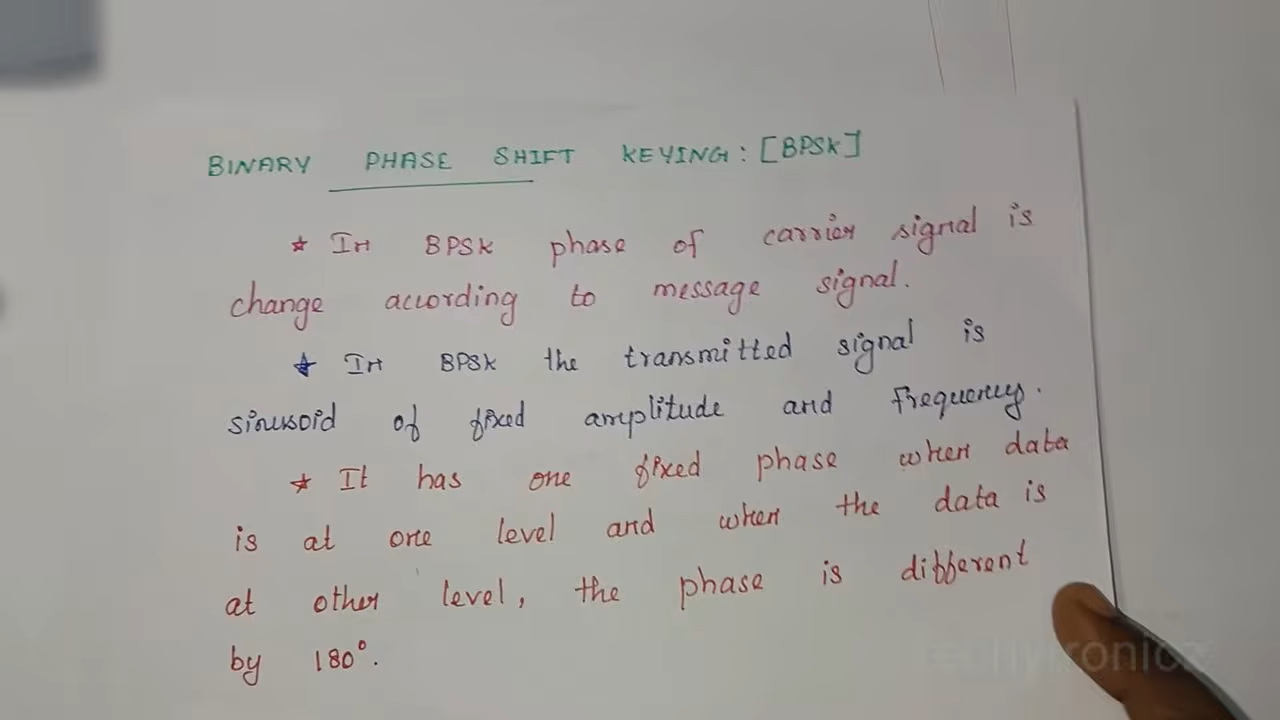 BINARY PHASE SHIFT KEYING: [BPSK]
★ In BPSK phase of carrier signal is
change according to message signal.
★ In BPSK the transmitted signal is
sinusoid of fixed amplitude and frequency.
★ It has one fixed phase when data
is at one level and when the data is
at other level, the phase is different
by 180°.